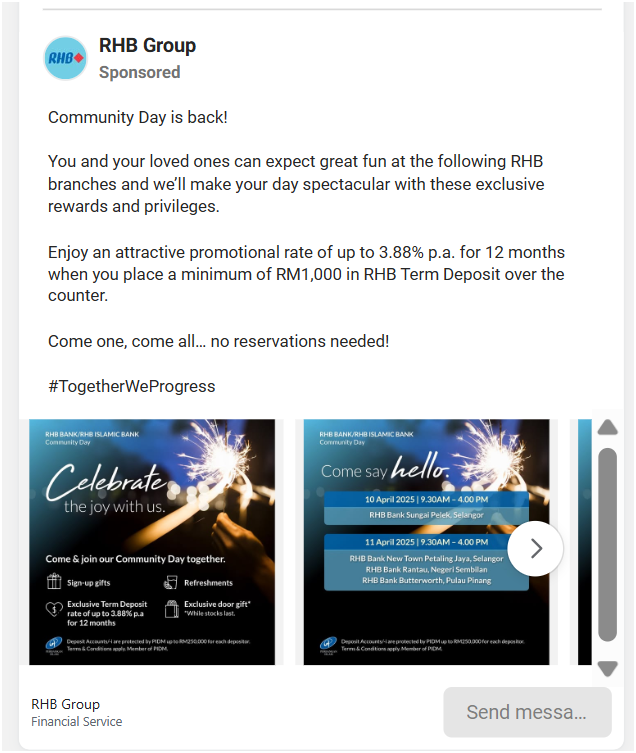 RHB Group
RHB
Sponsored
Community Day is back!
You and your loved ones can expect great fun at the following RHB
branches and we'll make your day spectacular with these exclusive
rewards and privileges.
Enjoy an attractive promotional rate of up to 3.88% p.a. for 12 months
when you place a minimum of RM1,000 in RHB Term Deposit over the
counter.
Come one, come all... no reservations needed!
#TogetherWeProgress
RHB BANK/RHB ISLAMIC BANK
Community Day
Celebrate
the joy with us.
Come & join our Community Day together.
Sign-up gifts
Refreshments
Exclusive Term Deposit
rate of up to 3.88% p.a
for 12 months
Exclusive door gift*
*While stocks last.
Deposit Accounts/-i are protected by PIDM up to RM250,000 for each depositor.
Terms & Conditions apply. Member of PIDM.
RHB BANK/RHB ISLAMIC BANK
Community Day
Come say hello.
10 April 2025 | 9.30AM – 4.00 PM
RHB Bank Sungai Pelek, Selangor
11 April 2025 | 9.30AM – 4.00 PM
RHB Bank New Town Petaling Jaya, Selangor
RHB Bank Rantau, Negeri Sembilan
RHB Bank Butterworth, Pulau Pinang
Deposit Accounts/-i are protected by PIDM up to RM250,000 for each depositor.
Terms & Conditions apply. Member of PIDM.
RHB Group
Financial Service
Send messa...